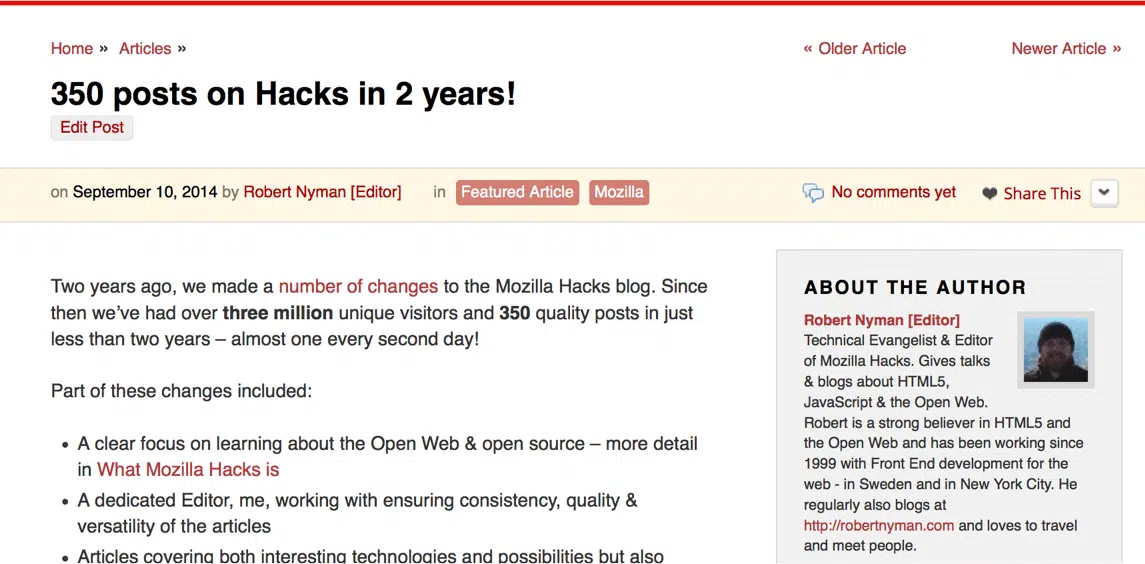 Home » Articles »
« Older Article
Newer Article »
350 posts on Hacks in 2 years!
Edit Post
on September 10, 2014 by Robert Nyman [Editor] in Featured Article Mozilla
No comments yet
Share This
Two years ago, we made a number of changes to the Mozilla Hacks blog. Since
then we’ve had over three million unique visitors and 350 quality posts in just
less than two years – almost one every second day!
Part of these changes included:
• A clear focus on learning about the Open Web & open source – more detail
in What Mozilla Hacks is
• A dedicated Editor, me, working with ensuring consistency, quality &
versatility of the articles
• Articles covering both interesting technologies and possibilities but also
ABOUT THE AUTHOR
Robert Nyman [Editor]
Technical Evangelist & Editor
of Mozilla Hacks. Gives talks
& blogs about HTML5,
JavaScript & the Open Web.
Robert is a strong believer in HTML5 and
the Open Web and has been working since
1999 with Front End development for the
web - in Sweden and in New York City. He
regularly also blogs at
http://robertnyman.com and loves to travel
and meet people.